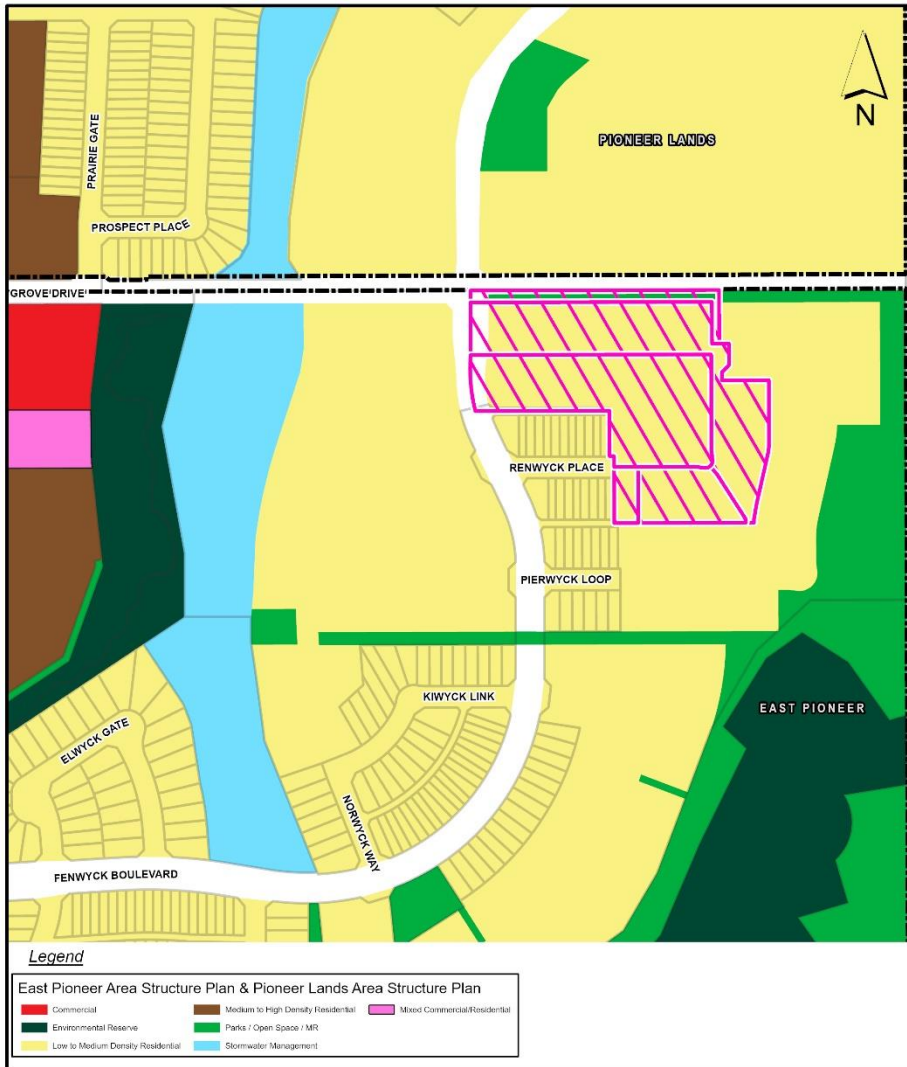 N
PIONEER LANDS
PRAIRIE GATE
PROSPECT PLACE
GROVE DRIVE
RENWYCK PLACE
PIERWYCK LOOP
KIWYCK LINK
EAST PIONEER
ELWYCK GATE
NORWYCK WAY
FENWYCK BOULEVARD
Legend
East Pioneer Area Structure Plan & Pioneer Lands Area Structure Plan
Commercial
Medium to High Density Residential
Mixed Commercial/Residential
Environmental Reserve
Parks / Open Space / MR
Low to Medium Density Residential
Stormwater Management